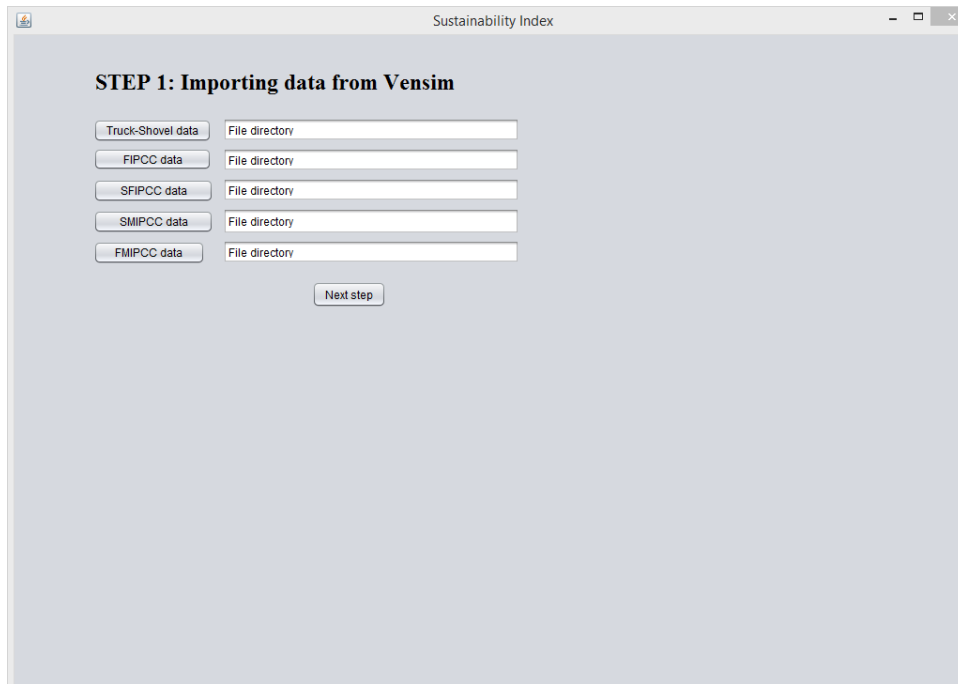 Sustainability Index
STEP 1: Importing data from Vensim
Truck-Shovel data File directory
FIPCC data File directory
SFIPCC data File directory
SMIPCC data File directory
FMIPCC data File directory
Next step